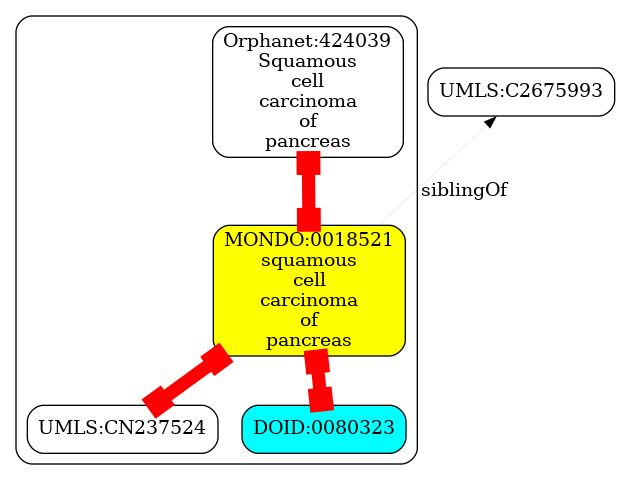 Orphanet:424039
Squamous
cell
carcinoma
of
pancreas
UMLS:C2675993
siblingOf
MONDO:0018521
squamous
cell
carcinoma
of
pancreas
UMLS:CN237524
DOID:0080323